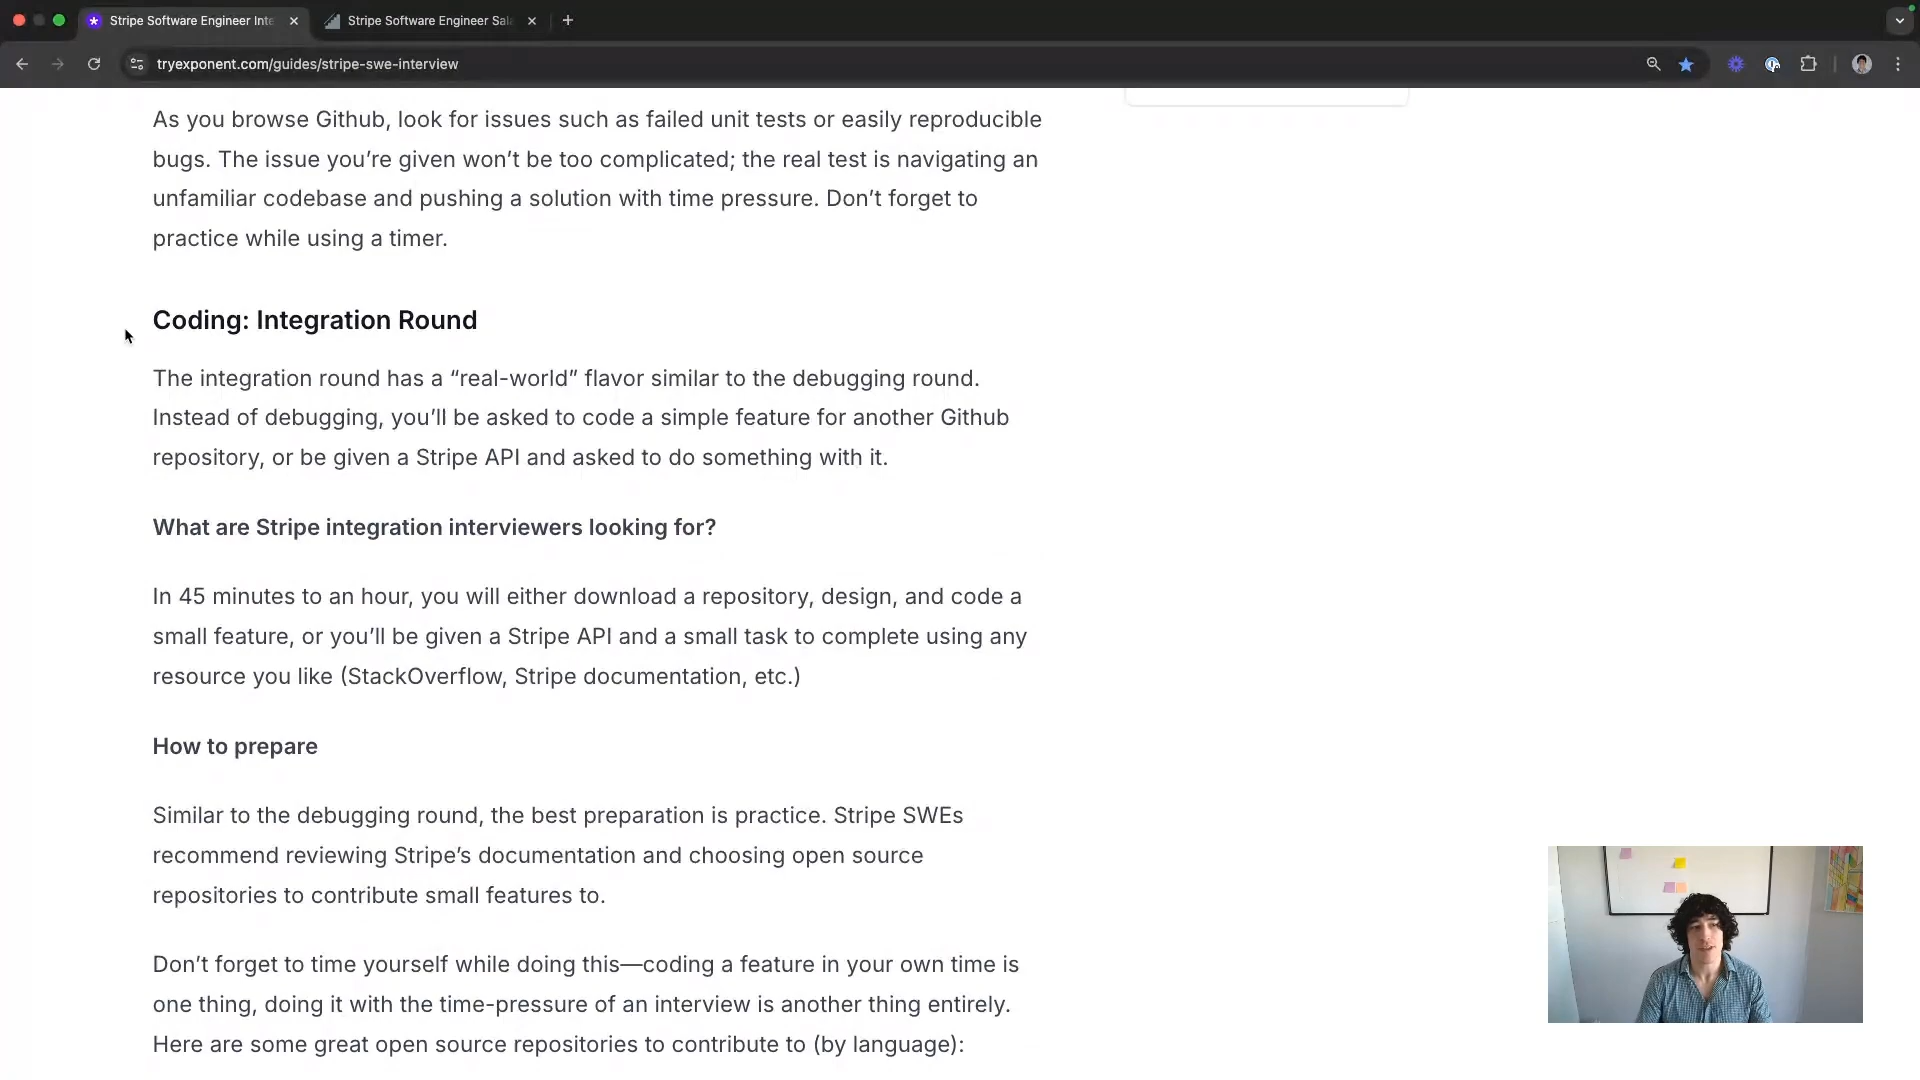 Stripe Software Engineer Inte
Stripe Software Engineer Sala
tryexponent.com/guides/stripe-swe-interview
As you browse Github, look for issues such as failed unit tests or easily reproducible
bugs. The issue you’re given won’t be too complicated; the real test is navigating an
unfamiliar codebase and pushing a solution with time pressure. Don’t forget to
practice while using a timer.
Coding: Integration Round
The integration round has a “real-world” flavor similar to the debugging round.
Instead of debugging, you’ll be asked to code a simple feature for another Github
repository, or be given a Stripe API and asked to do something with it.
What are Stripe integration interviewers looking for?
In 45 minutes to an hour, you will either download a repository, design, and code a
small feature, or you’ll be given a Stripe API and a small task to complete using any
resource you like (StackOverflow, Stripe documentation, etc.)
How to prepare
Similar to the debugging round, the best preparation is practice. Stripe SWEs
recommend reviewing Stripe’s documentation and choosing open source
repositories to contribute small features to.
Don’t forget to time yourself while doing this—coding a feature in your own time is
one thing, doing it with the time-pressure of an interview is another thing entirely.
Here are some great open source repositories to contribute to (by language):